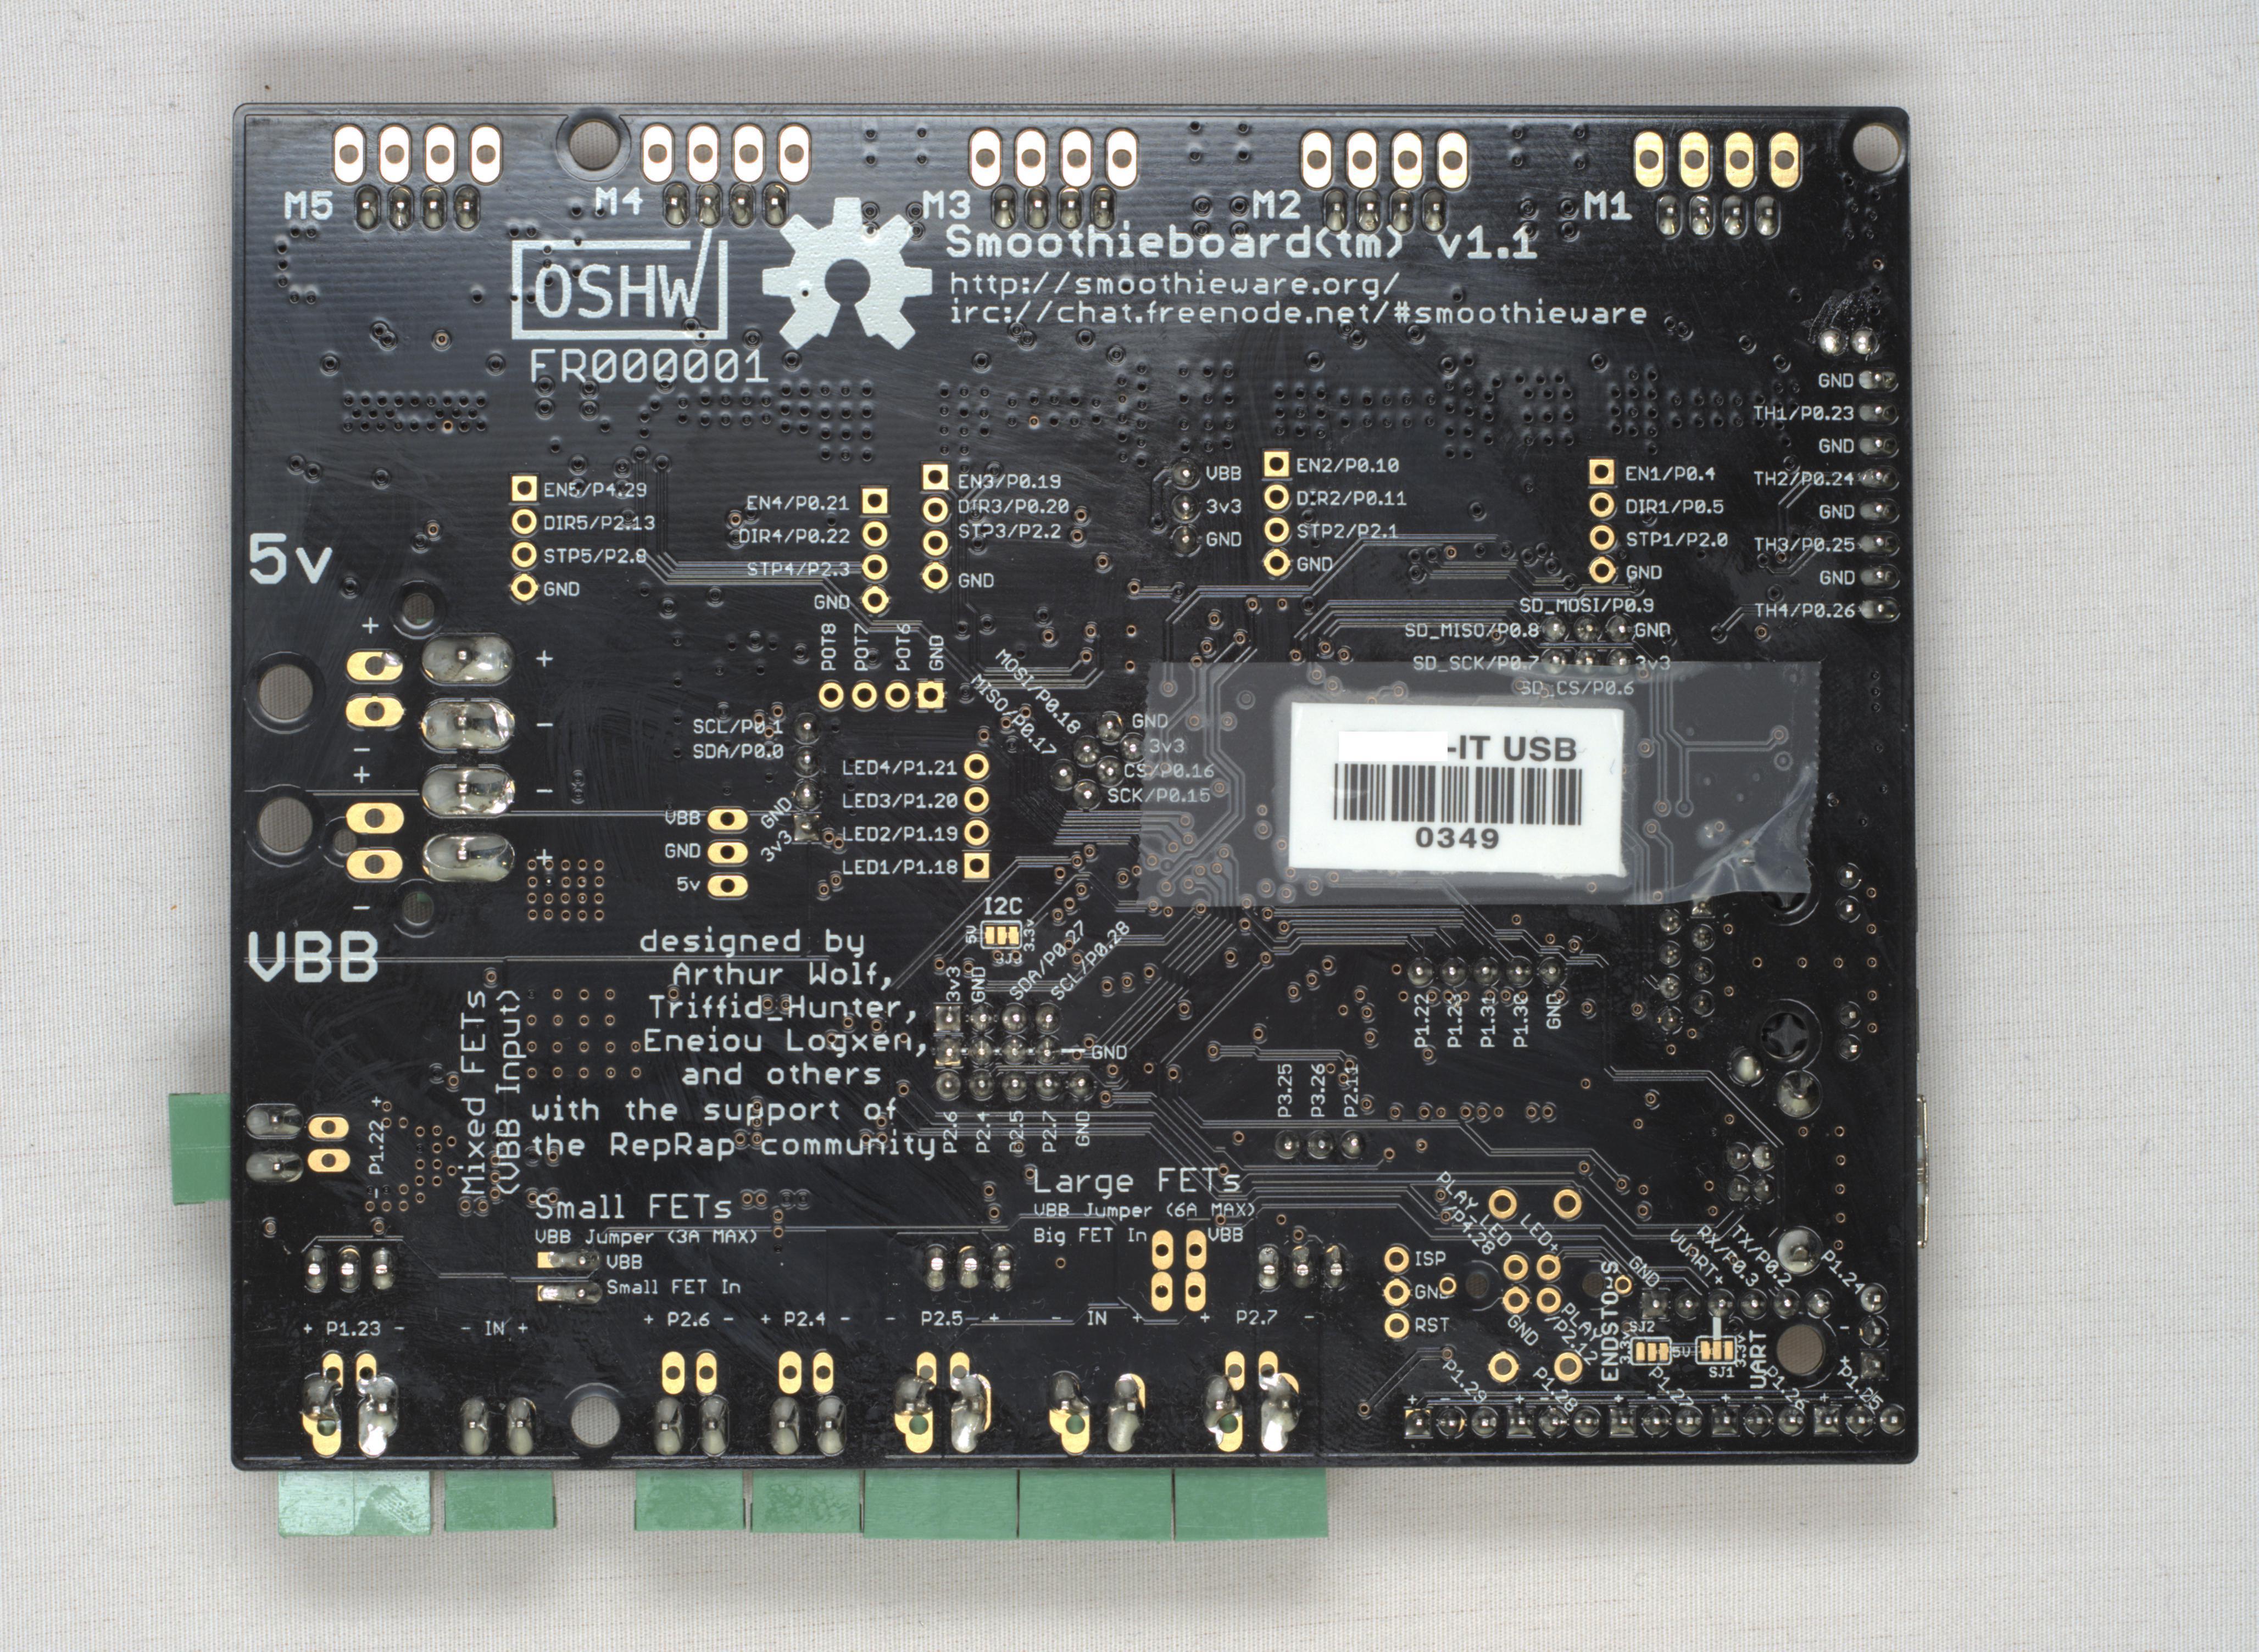 M5
M4
M3
M2
M1
OSHW
FR000001
Smoothieboard(tm) v1.1
http://smoothieware.org/
irc://chat.freenode.net/#smoothieware
GND
TH1/P0.23
GND
TH2/P0.24
GND
TH3/P0.25
GND
TH4/P0.26
EN5/P4.29
DIR5/P2.13
STP5/P2.8
GND
EN4/P0.21
DIR4/P0.22
STP4/P2.3
GND
EN3/P0.19
DIR3/P0.20
STP3/P2.2
GND
VBB
3v3
GND
EN2/P0.10
DIR2/P0.11
STP2/P2.1
GND
EN1/P0.4
DIR1/P0.5
STP1/P2.0
GND
5v
+
-
+
-
+
-
-
+
VBB
POT8
POT7
POT6
GND
SD_MOSI/P0.9
SD_MISO/P0.8 GND
SD_SCK/P0.7 3v3
SD_CS/P0.6
MOSI/P0.18
MISO/P0.17
GND
3v3
CS/P0.16
SCK/P0.15
SCL/P0.1
SDA/P0.0
GND
3v3
LED4/P1.21
LED3/P1.20
LED2/P1.19
LED1/P1.18
VBB
GND
5v
-IT USB
0349
I2C
5V
3.3V
SJ3
designed by
Arthur Wolf,
Triffid_Hunter,
Eneiou Logxen,
and others
with the support of
the RepRap community
3v3
GND
SDA/P0.27
SCL/P0.28
GND
P2.6
P2.4
P2.5
P2.7
GND
P1.22
P1.23
P1.31
P1.30
GND
P3.25
P3.26
P2.11
Mixed FETs
(VBB Input)
+
P1.22
-
Small FETs
VBB Jumper (3A MAX)
VBB
Small FET In
Large FETs
VBB Jumper (6A MAX)
Big FET In VBB
+ P1.23 -
- IN +
+ P2.6 -
+ P2.4 -
- P2.5 +
- IN +
+ P2.7 -
PLAY LED
/P4.28
LED+
ISP
GND
RST
GND
PLAY
/P2.12
ENDSTOPS
GND
UART+
RX/P0.3
TX/P0.2
P1.24
-
+
SJ2
3.3V
5V
SJ1
3.3V
UART
P1.29
P1.28
P1.27
P1.26
P1.25